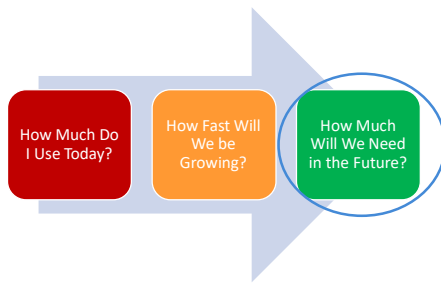 How Much Do
I Use Today?
How Fast Will
We be
Growing?
How Much
Will We Need
in the Future?